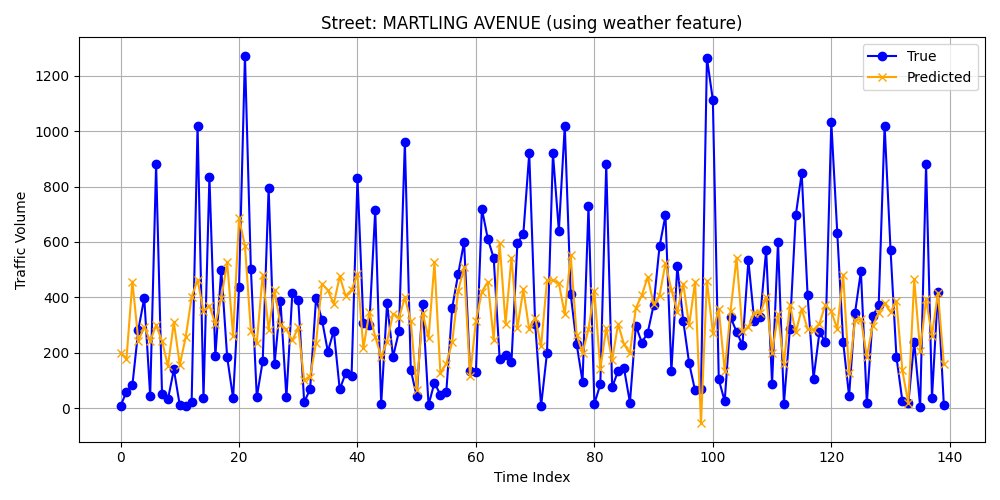 Street: MARTLING AVENUE (using weather feature)
True
Predicted
Traffic Volume
1200
1000
800
600
400
200
0
0 20 40 60 80 100 120 140
Time Index